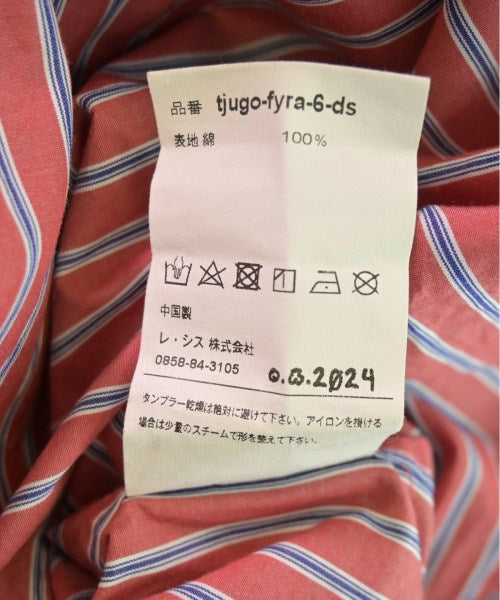 品番 tjugo-fyra-6-ds
表地 綿 100%
中国製
レ・シス 株式会社
0858-84-3105 o.B.2024
タンブラー乾燥は絶対に避けて下さい。アイロンを掛ける
場合は少量のスチームで形を整えて下さい。